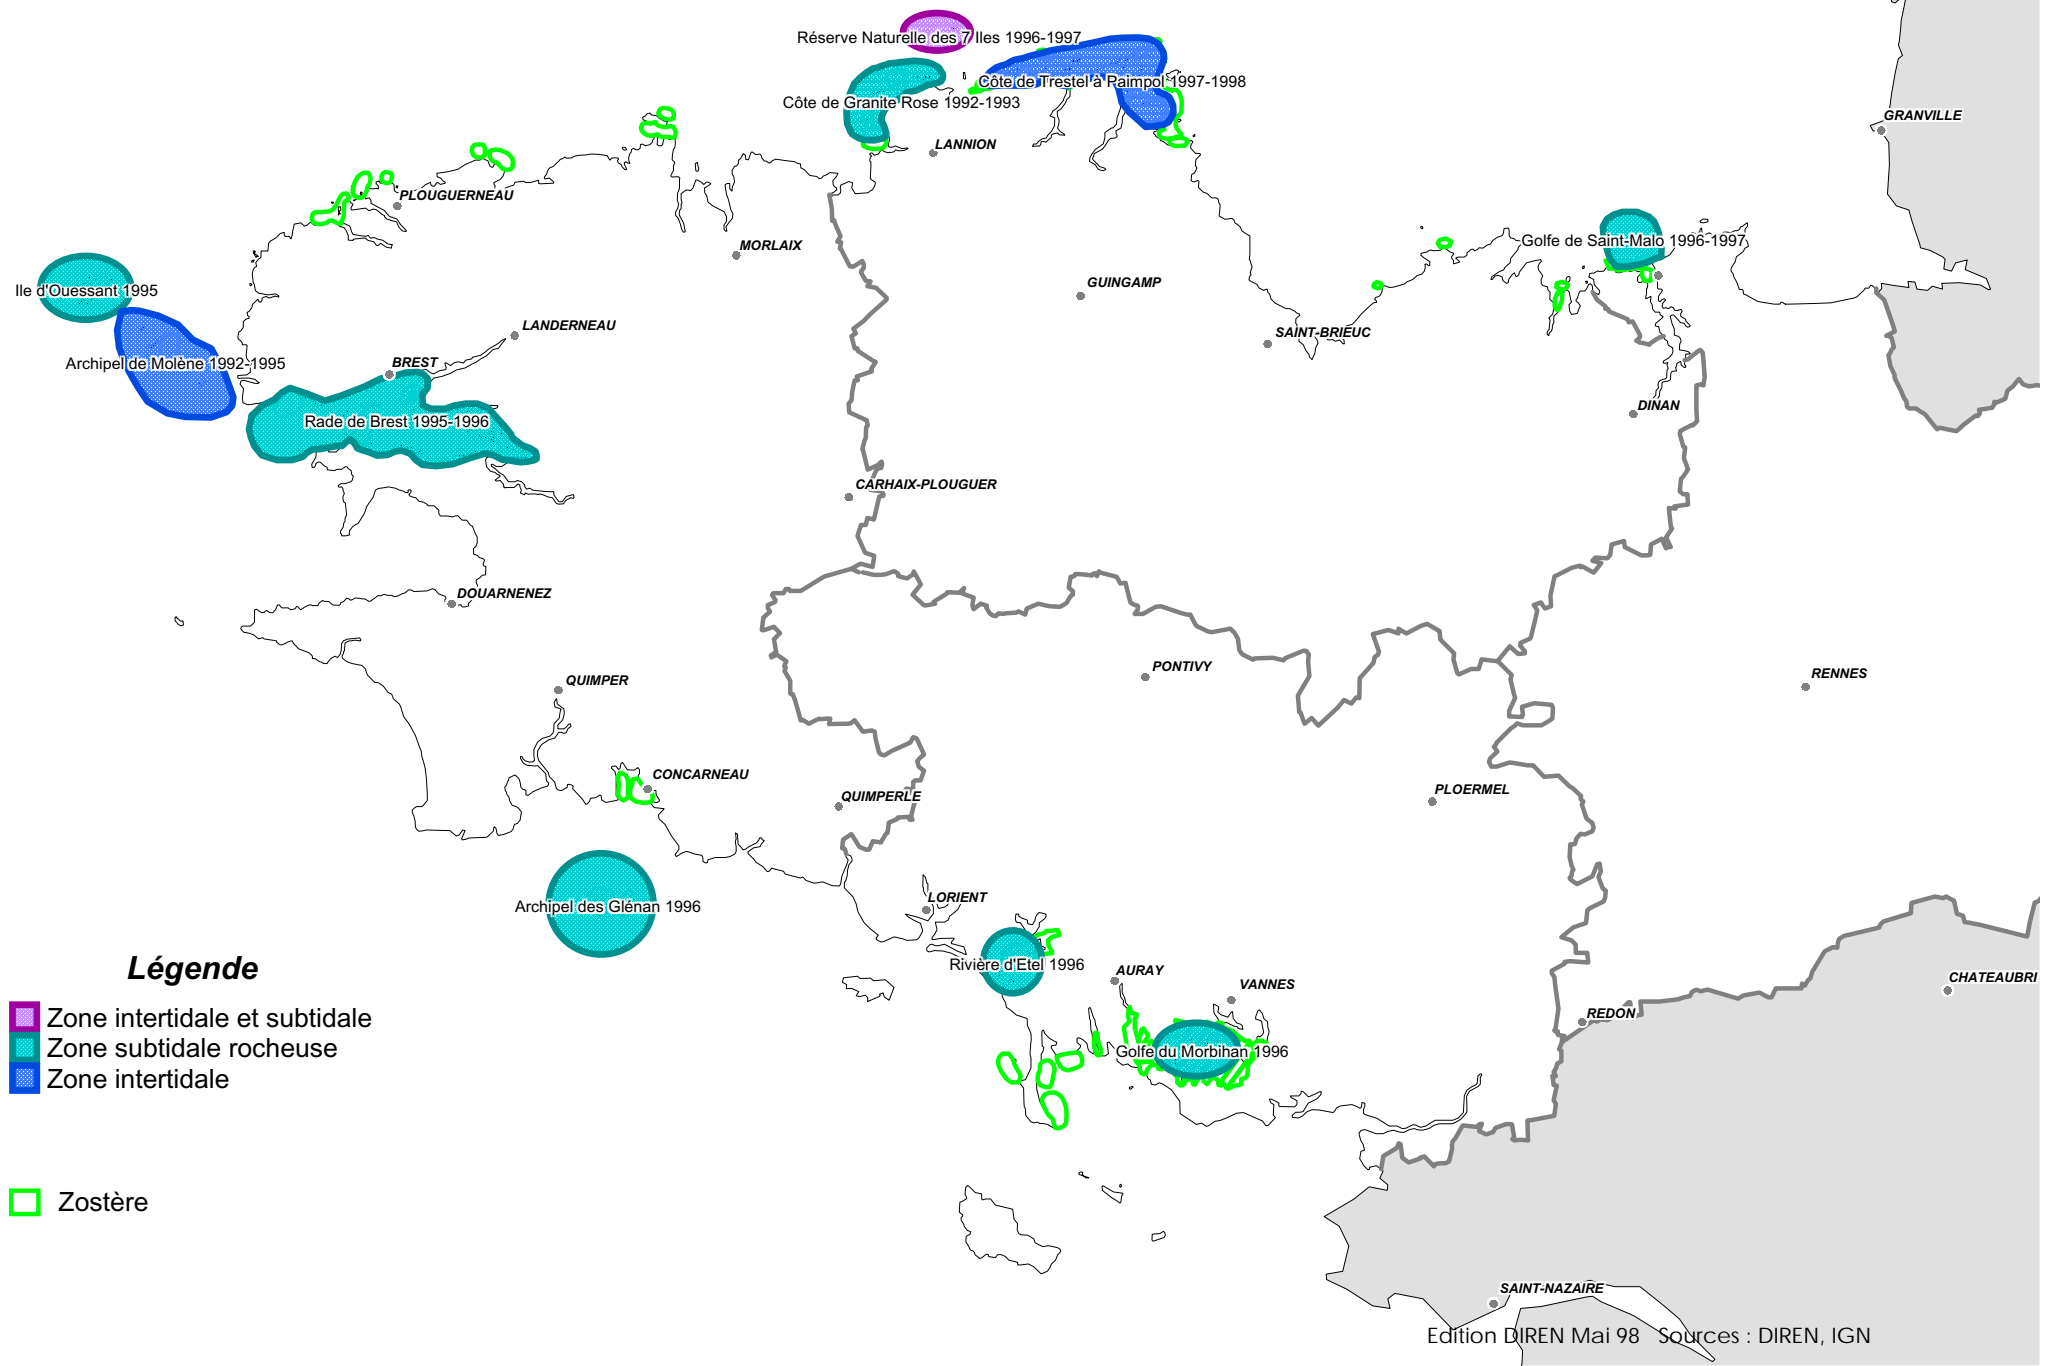 Réserve Naturelle des 7 Iles 1996-1997
Côte de Trestel à Paimpol 1997-1998
Côte de Granite Rose 1992-1993
GRANVILLE
LANNION
PLOUGUERNEAU
MORLAIX
Golfe de Saint-Malo 1996-1997
Ile d'Ouessant 1995
GUINGAMP
LANDERNEAU
SAINT-BRIEUC
Archipel de Molène 1992-1995
BREST
DINAN
Rade de Brest 1995-1996
CARHAIX-PLOUGUER
DOUARNENEZ
PONTIVY
RENNES
QUIMPER
CONCARNEAU
QUIMPERLE
PLOERMEL
LORIENT
Archipel des Glénan 1996
Rivière d'Etel 1996
AURAY
VANNES
CHATEAUBRI
REDON
Golfe du Morbihan 1996
Légende
Zone intertidale et subtidale
Zone subtidale rocheuse
Zone intertidale
Zostère
SAINT-NAZAIRE
Edition DIREN Mai 98 Sources : DIREN, IGN